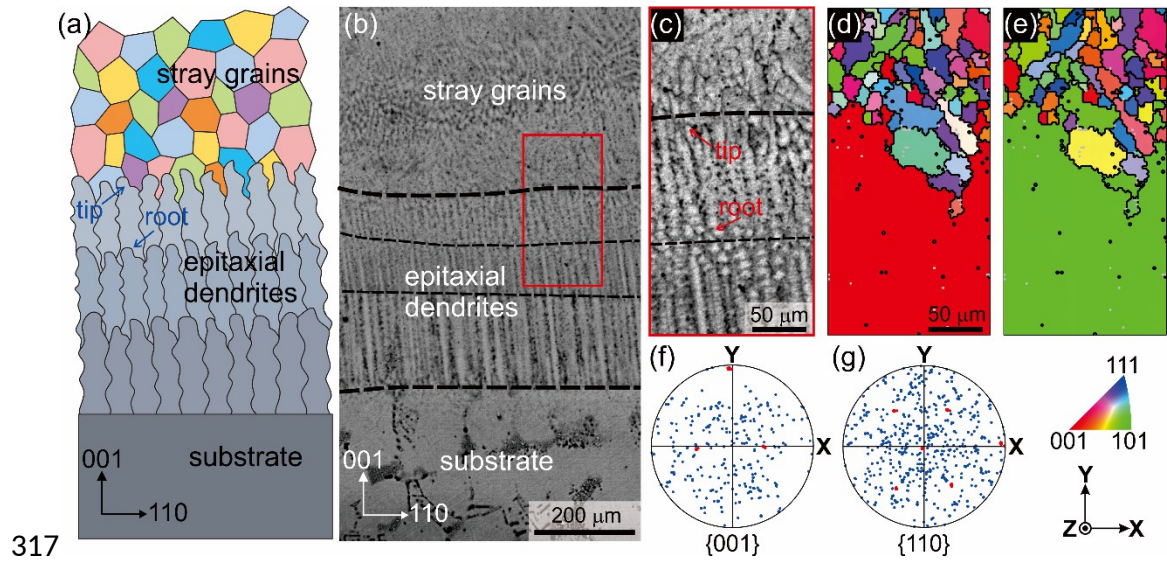 (a)
stray grains
tip
root
epitaxial
dendrites
substrate
001
110
(b)
stray grains
epitaxial
dendrites
substrate
001
110
200 μm
(c)
tip
root
50 μm
(d)
50 μm
(e)
(f)
Y
X
{001}
(g)
Y
X
{110}
111
001 101
Y
Z X
317